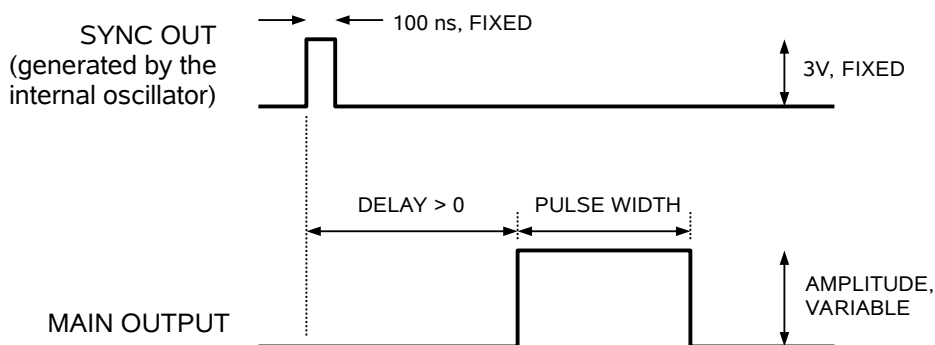 SYNC OUT
(generated by the
internal oscillator)
100 ns, FIXED
3V, FIXED
DELAY > 0
PULSE WIDTH
AMPLITUDE,
VARIABLE
MAIN OUTPUT